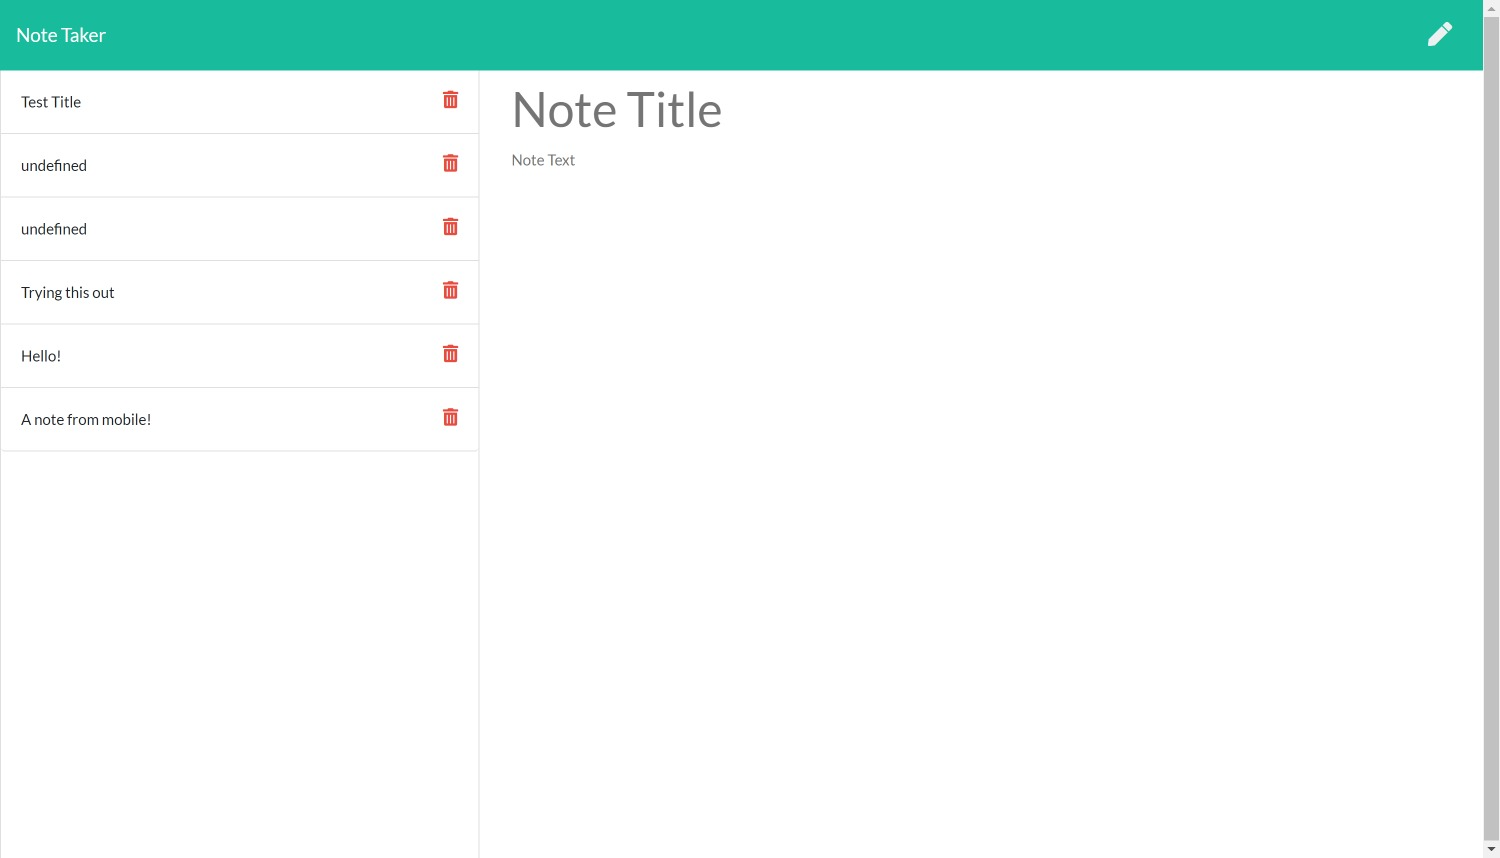 Note Taker
Test Title
undefined
undefined
Trying this out
Hello!
A note from mobile!
Note Title
Note Text